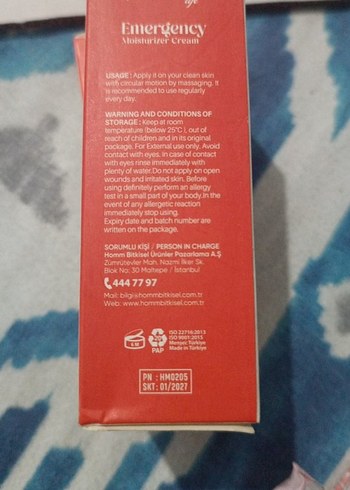 life
Emergency
Moisturizer Cream
USAGE : Apply it on your clean skin
with circular motion by massaging. It
is recommended to use regularly
every day.
WARNING AND CONDITIONS OF
STORAGE : Keep at room
temperature (below 25°C ), out of
reach of children,and in its original
package. For External use only. Avoid
contact with eyes. In case of contact
with eyes rinse immediately with
plenty of water.Do not apply on open
wounds and irritated skin. Before
using definitely perform an allergy
test in a small part of your body.In the
event of any allergetic reaction
immediately stop using.
Expiry date and batch number are
written on the package.
SORUMLU KİŞİ / PERSON IN CHARGE
Homm Bitkisel Ürünler Pazarlama A.Ş
Zümrütevler Mah. Nazmi İlker Sk.
Blok No: 30 Maltepe / İstanbul
444 77 97
Mail: bilgi@hommbitkisel.com.tr
Web: www.hommbitkisel.com.tr
ISO 22716:2013
ISO 9001:2015
Menşei: Türkiye
Made in Türkiye
PAP
PN : HM0205
SKT : 01/2027